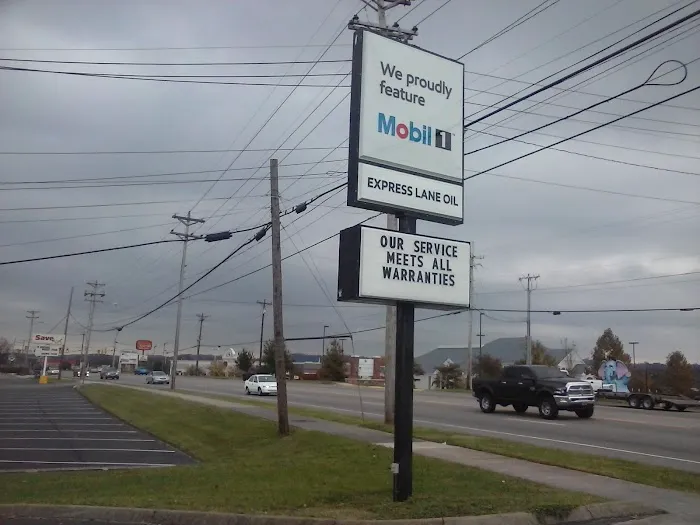 We proudly
feature
Mobil 1
EXPRESS LANE OIL
OUR SERVICE
MEETS ALL
WARRANTIES
Save